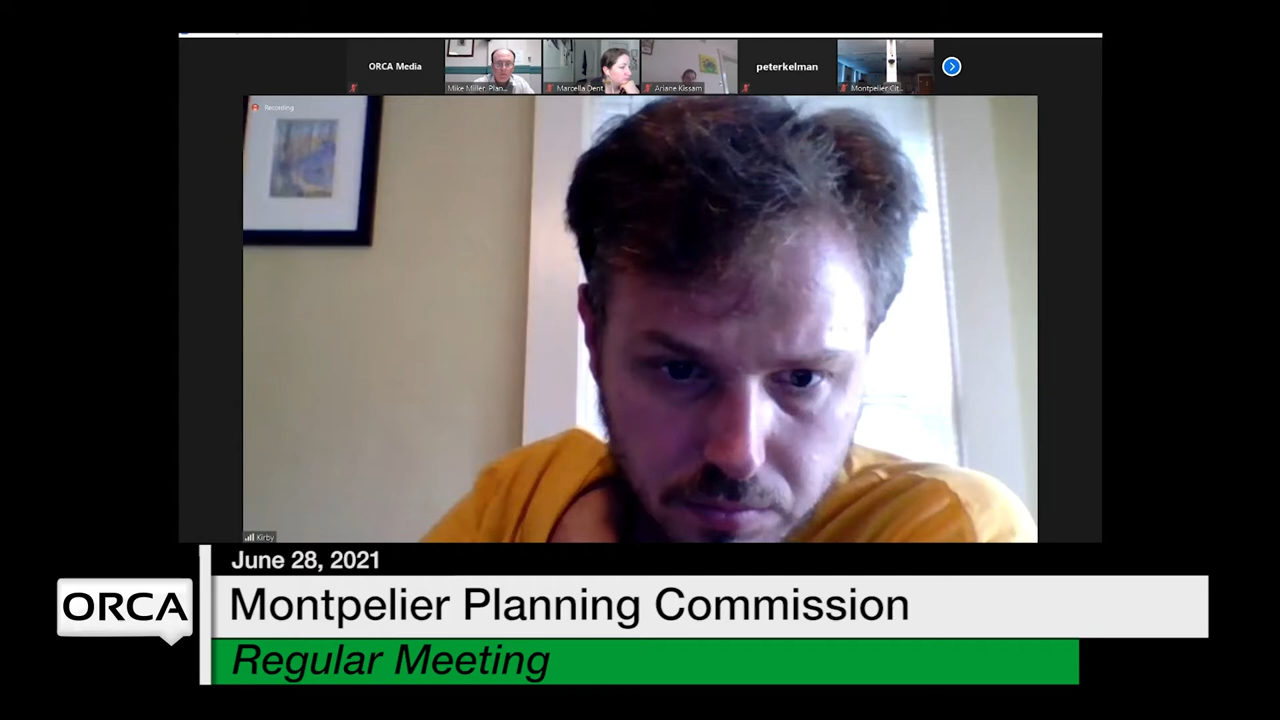 ORCA Media
Mike Miller, Plan...
Marcella Dent
Ariane Kissam
peterkelman
Montpelier Cit...
Recording
Kirby
June 28, 2021
ORCA
Montpelier Planning Commission
Regular Meeting